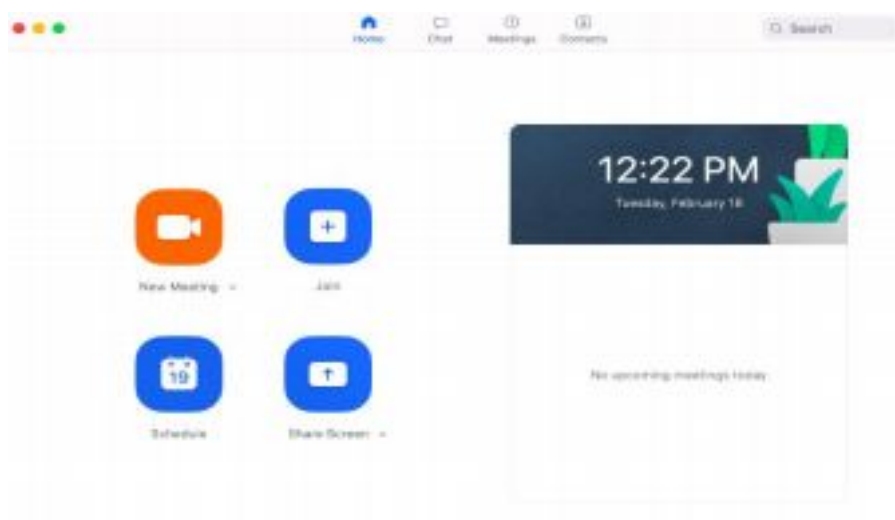 Home Chat Meetings Contacts Search
12:22 PM
Tuesday, February 18
New Meeting Join
19
Schedule Share Screen
No upcoming meetings today